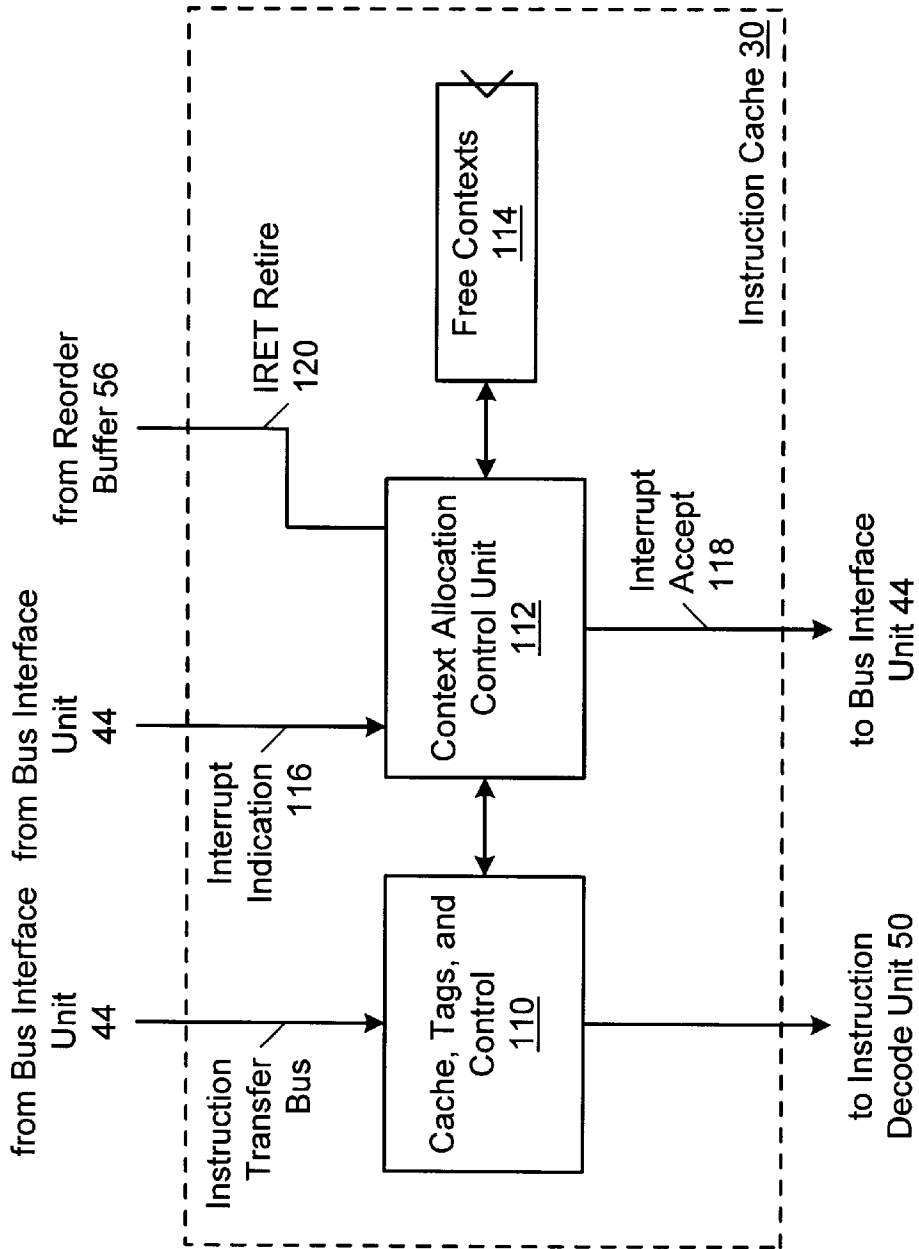 from Bus Interface
Unit
44
from Bus Interface
Unit
44
from Reorder
Buffer 56
Instruction
Transfer
Bus
Interrupt
Indication
116
IRET Retire
120
Cache, Tags, and
Control
110
Context Allocation
Control Unit
112
Free Contexts
114
Interrupt
Accept
118
Instruction Cache 30
to Instruction
Decode Unit 50
to Bus Interface
Unit 44